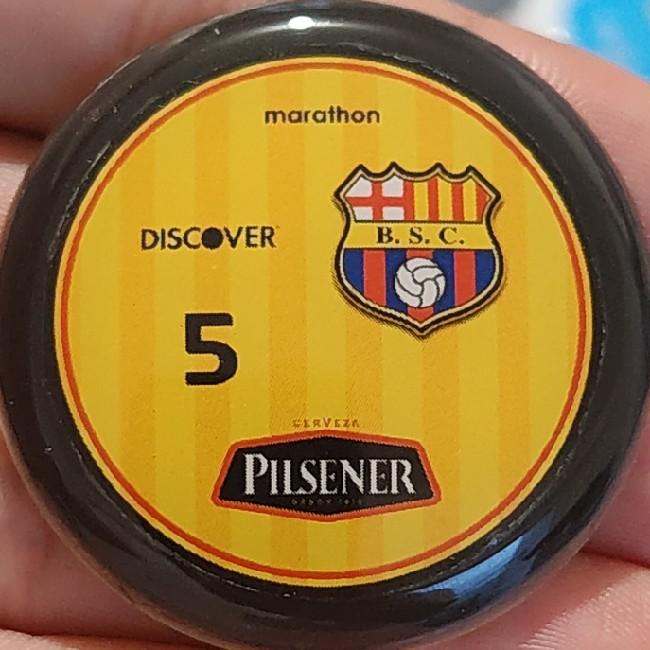 marathon
DISCOVER
B. S. C.
5
CERVEZA
PILSENER